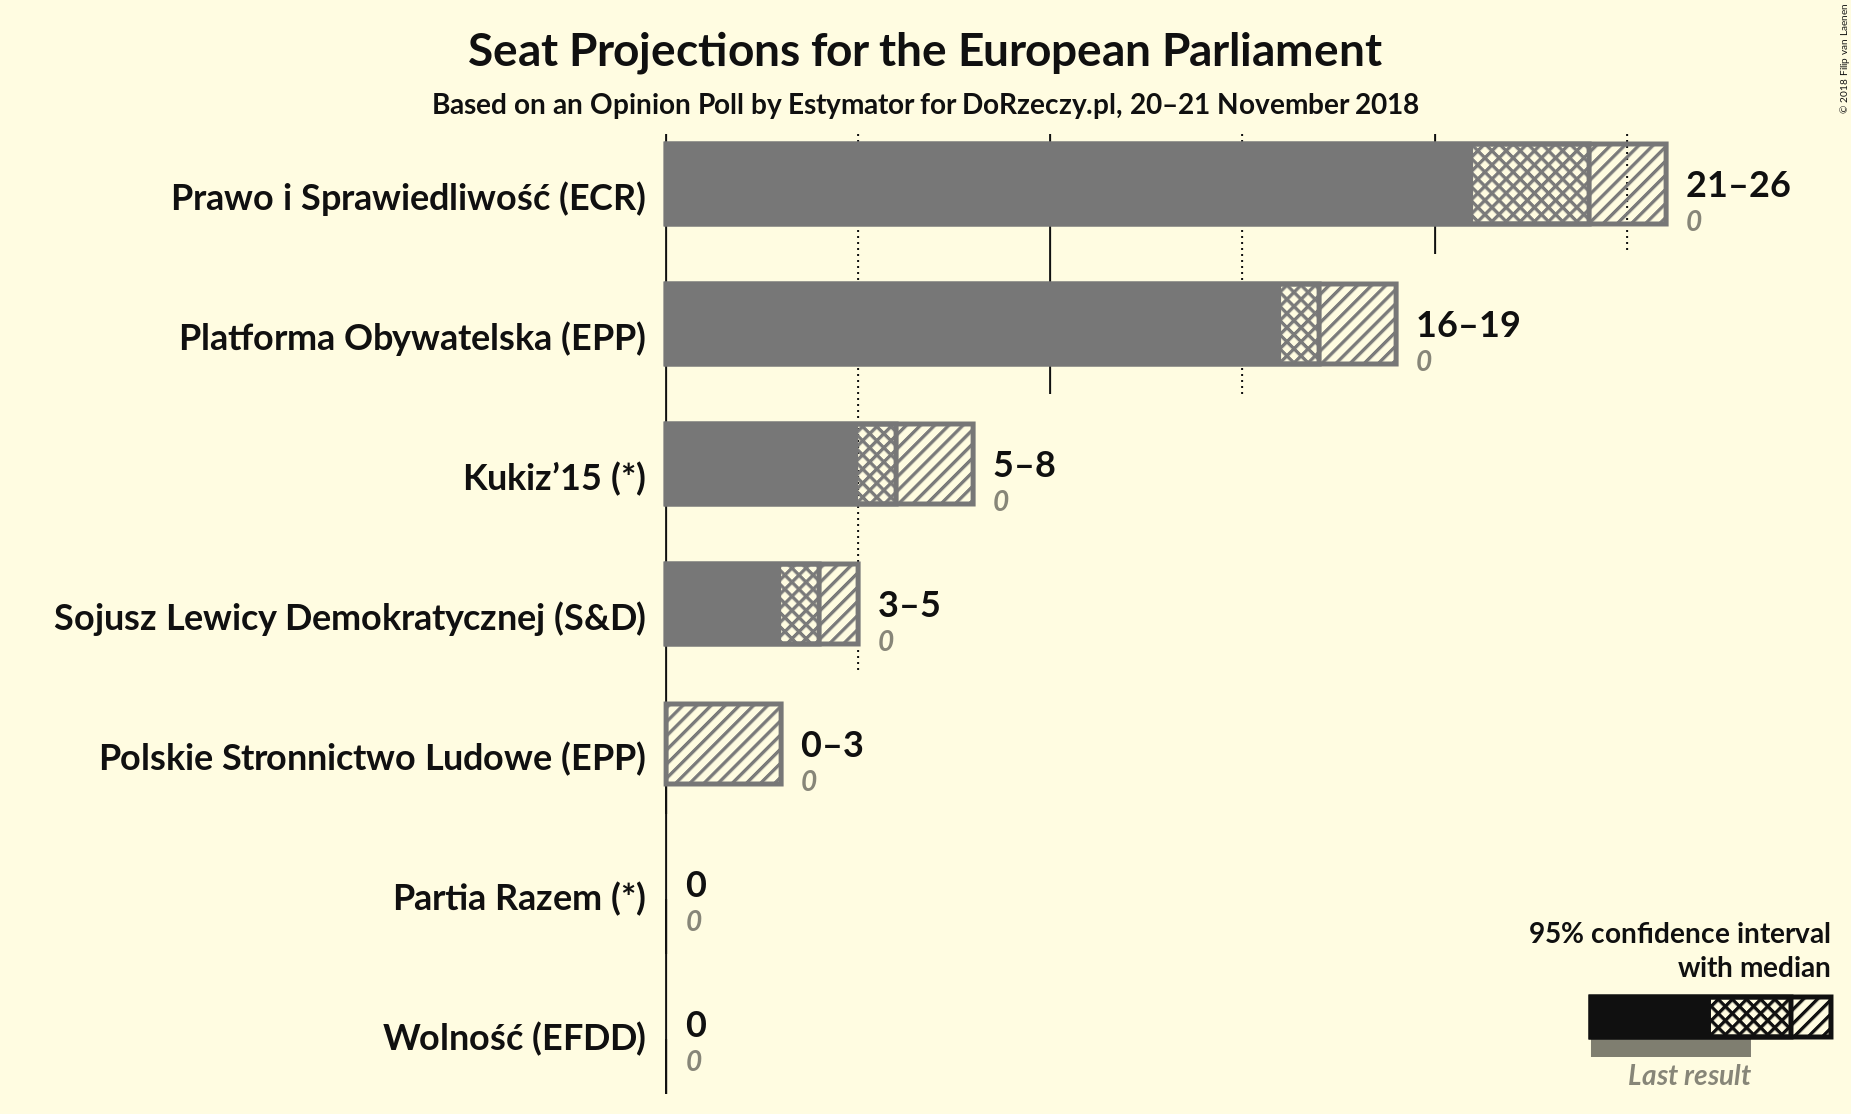 Seat Projections for the European Parliament
Based on an Opinion Poll by Estymator for DoRzeczy.pl, 20–21 November 2018
© 2018 Filip van Laenen
Prawo i Sprawiedliwość (ECR)
21–26
0
Platforma Obywatelska (EPP)
16–19
0
Kukiz’15 (*)
5–8
0
Sojusz Lewicy Demokratycznej (S&D)
3–5
0
Polskie Stronnictwo Ludowe (EPP)
0–3
0
Partia Razem (*)
0
0
Wolność (EFDD)
0
0
95% confidence interval
with median
Last result